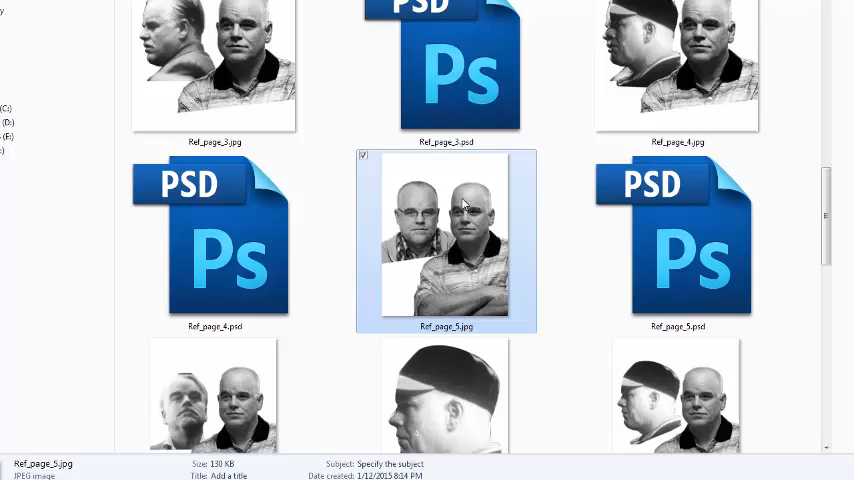 y
PSD
Ps
Ref_page_3.jpg
Ref_page_3.psd
Ref_page_4.jpg
(C:)
(D:)
(E:)
:)
PSD
Ps
PSD
Ps
Ref_page_4.psd
Ref_page_5.jpg
Ref_page_5.psd
Ref_page_5.jpg
Size: 130 KB
Subject: Specify the subject
JPEG image
Title: Add a title
Date created: 1/12/2015 8:14 PM